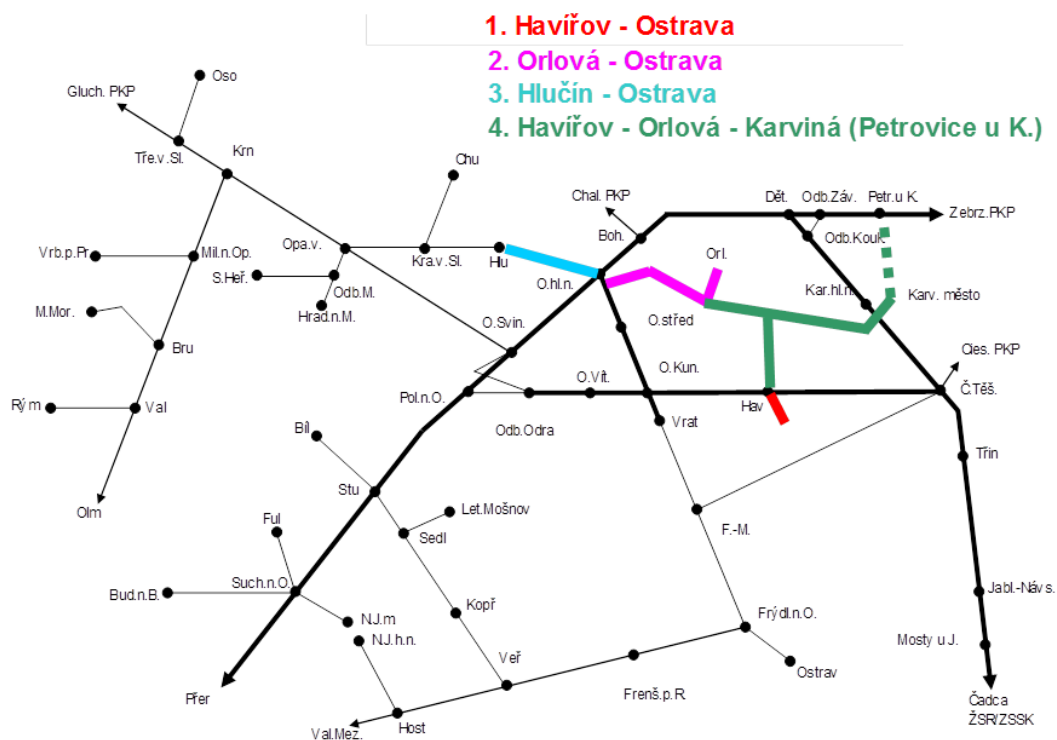 1. Havířov - Ostrava
2. Orlová - Ostrava
3. Hlučín - Ostrava
4. Havířov - Orlová - Karviná (Petrovice u K.)
Oso
Gluch. PKP
Tře.v.Sl.
Krn
Chu
Chal. PKP
Dět.
Odb.Záv.
Petr.u K.
Zebrz.PKP
Vrb.p.Pr
Mil.n.Op.
Opa.v.
Kra.v.Sl.
Hlu
Boh.
Odb.Kouk.
S.Heř.
Odb.M.
O.hl.n.
Orl.
Kar.hl.n.
Karv. město
M.Mor.
Hrad.n.M.
O.Svin.
O.střed
Bru
O.Vít.
O.Kun.
Cies. PKP
Rým
Val
Pol.n.O.
Hav
Č.Těš.
Odb.Odra
Vrat
Bíl
Třin
Stu
Olm
Let.Mošnov
Ful
Sedl
F.-M.
Bud.n.B.
Such.n.O.
Kopř
Jabl.-Náv s.
N.J.m
Frýdl.n.O.
N.J.h.n.
Mosty u J.
Veř
Ostrav
Přer
Frenš.p.R.
Čadca
ŽSR/ZSSK
Host
Val.Mez.